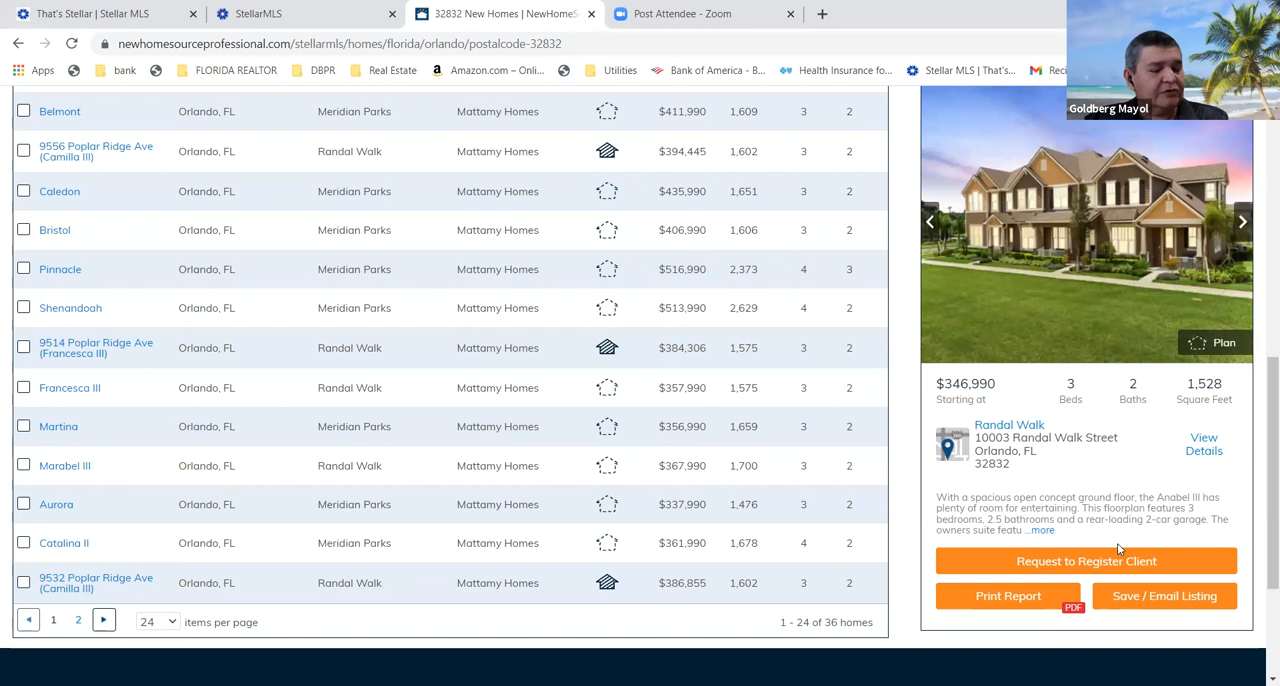 That's Stellar | Stellar MLS
StellarMLS
32832 New Homes | NewHomeS
Post Attendee - Zoom
newhomesourceprofessional.com/stellarmls/homes/florida/orlando/postalcode-32832
Apps bank FLORIDA REALTOR DBPR Real Estate Amazon.com – Onli... Utilities Bank of America - B... Health Insurance fo... Stellar MLS | That's... Reci
Goldberg Mayol
Belmont Orlando, FL Meridian Parks Mattamy Homes $411,990 1,609 3 2
9556 Poplar Ridge Ave
(Camilla III) Orlando, FL Randal Walk Mattamy Homes $394,445 1,602 3 2
Caledon Orlando, FL Meridian Parks Mattamy Homes $435,990 1,651 3 2
Bristol Orlando, FL Meridian Parks Mattamy Homes $406,990 1,606 3 2
Pinnacle Orlando, FL Meridian Parks Mattamy Homes $516,990 2,373 4 3
Shenandoah Orlando, FL Meridian Parks Mattamy Homes $513,990 2,629 4 2
9514 Poplar Ridge Ave
(Francesca III) Orlando, FL Randal Walk Mattamy Homes $384,306 1,575 3 2
Francesca III Orlando, FL Randal Walk Mattamy Homes $357,990 1,575 3 2
Martina Orlando, FL Meridian Parks Mattamy Homes $356,990 1,659 3 2
Marabel III Orlando, FL Randal Walk Mattamy Homes $367,990 1,700 3 2
Aurora Orlando, FL Meridian Parks Mattamy Homes $337,990 1,476 3 2
Catalina II Orlando, FL Meridian Parks Mattamy Homes $361,990 1,678 4 2
9532 Poplar Ridge Ave
(Camilla III) Orlando, FL Randal Walk Mattamy Homes $386,855 1,602 3 2
1 2 24 items per page 1 - 24 of 36 homes
Plan
$346,990 3 2 1,528
Starting at Beds Baths Square Feet
Randal Walk
10003 Randal Walk Street
Orlando, FL
32832
View
Details
With a spacious open concept ground floor, the Anabel III has
plenty of room for entertaining. This floorplan features 3
bedrooms, 2.5 bathrooms and a rear-loading 2-car garage. The
owners suite featu ...more
Request to Register Client
Print Report
PDF
Save / Email Listing